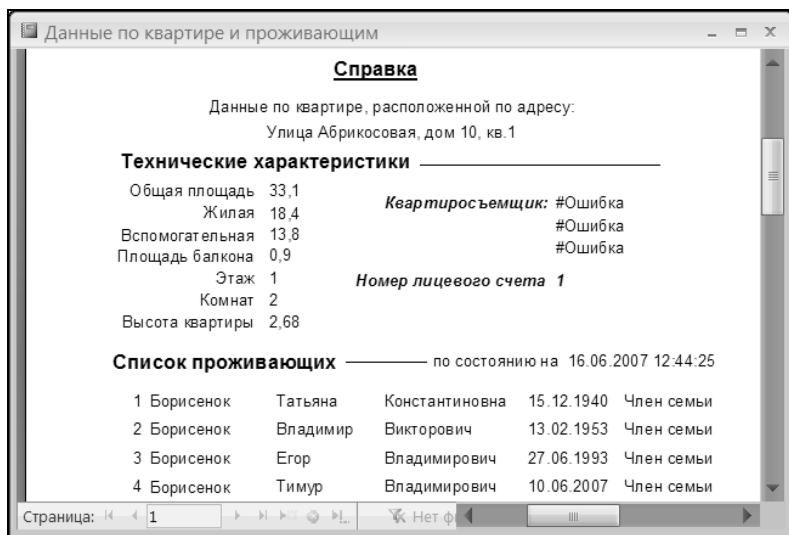 Данные по квартире и проживающим
Справка
Данные по квартире, расположенной по адресу:
Улица Абрикосовая, дом 10, кв.1
Технические характеристики
Общая площадь 33,1
Квартиросъемщик: #Ошибка
Жилая 18,4
#Ошибка
Вспомогательная 13,8
#Ошибка
Площадь балкона 0,9
Этаж 1
Номер лицевого счета 1
Комнат 2
Высота квартиры 2,68
Список проживающих по состоянию на 16.06.2007 12:44:25
1 Борисенок Татьяна Константиновна 15.12.1940 Член семьи
2 Борисенок Владимир Викторович 13.02.1953 Член семьи
3 Борисенок Егор Владимирович 27.06.1993 Член семьи
4 Борисенок Тимур Владимирович 10.06.2007 Член семьи
Страница: 1 Нет